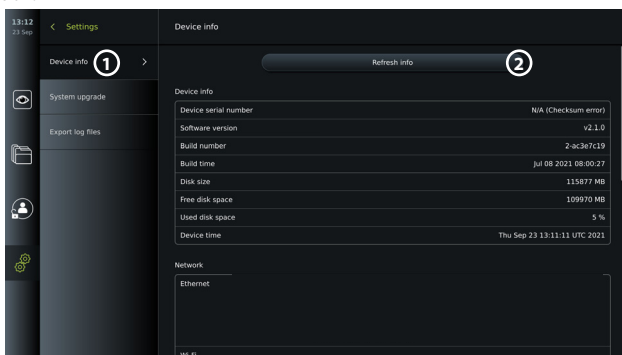 13:12
23 Sep
Settings
Device info
Device info
1
System upgrade
Export log files
Refresh info
2
Device info
Device serial number N/A (Checksum error)
Software version v2.1.0
Build number 2-ac3e7c19
Build time Jul 08 2021 08:00:27
Disk size 115877 MB
Free disk space 109970 MB
Used disk space 5 %
Device time Thu Sep 23 13:11:11 UTC 2021
Network
Ethernet
Wi-Fi